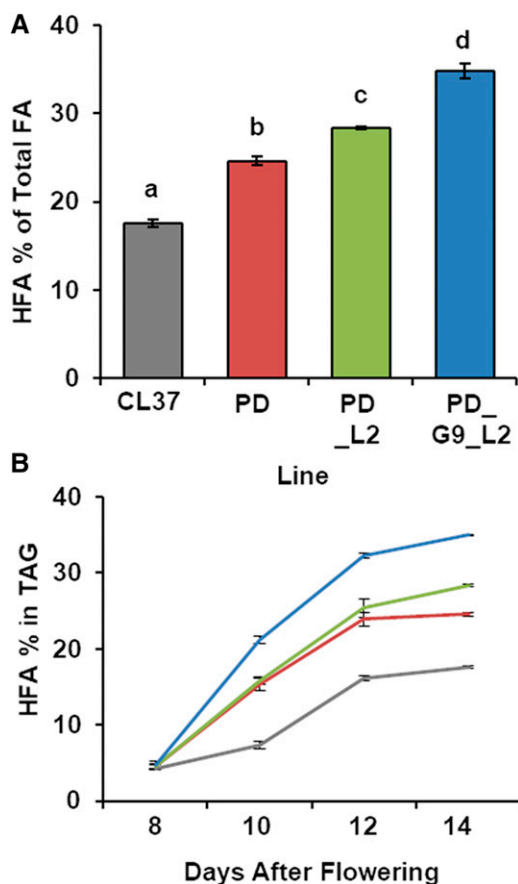 A
HFA % of Total FA
40
30
20
10
0
a
b
c
d
CL37
PD
PD
_L2
PD_
G9_L2
Line
B
HFA % in TAG
40
30
20
10
0
8
10
12
14
Days After Flowering